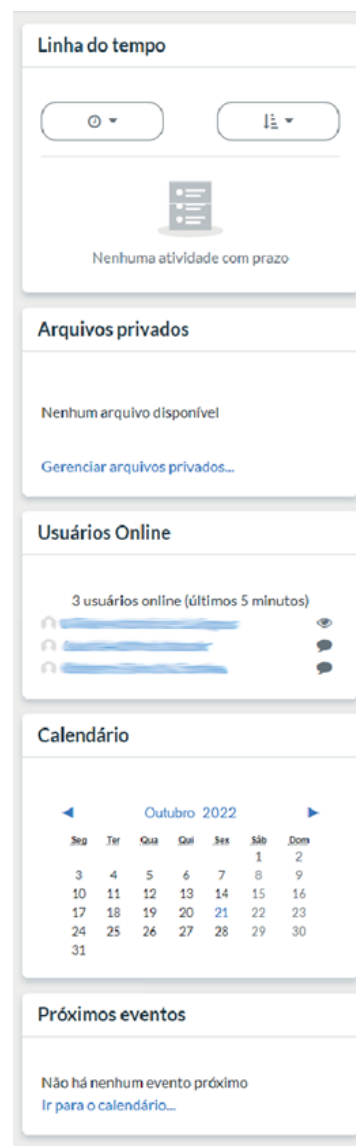 Linha do tempo
Nenhuma atividade com prazo
Arquivos privados
Nenhum arquivo disponível
Gerenciar arquivos privados...
Usuários Online
3 usuários online (últimos 5 minutos)
Calendário
Outubro 2022
Seg Ter Qua Qui Sex Sáb Dom
1 2
3 4 5 6 7 8 9
10 11 12 13 14 15 16
17 18 19 20 21 22 23
24 25 26 27 28 29 30
31
Próximos eventos
Não há nenhum evento próximo
Ir para o calendário...